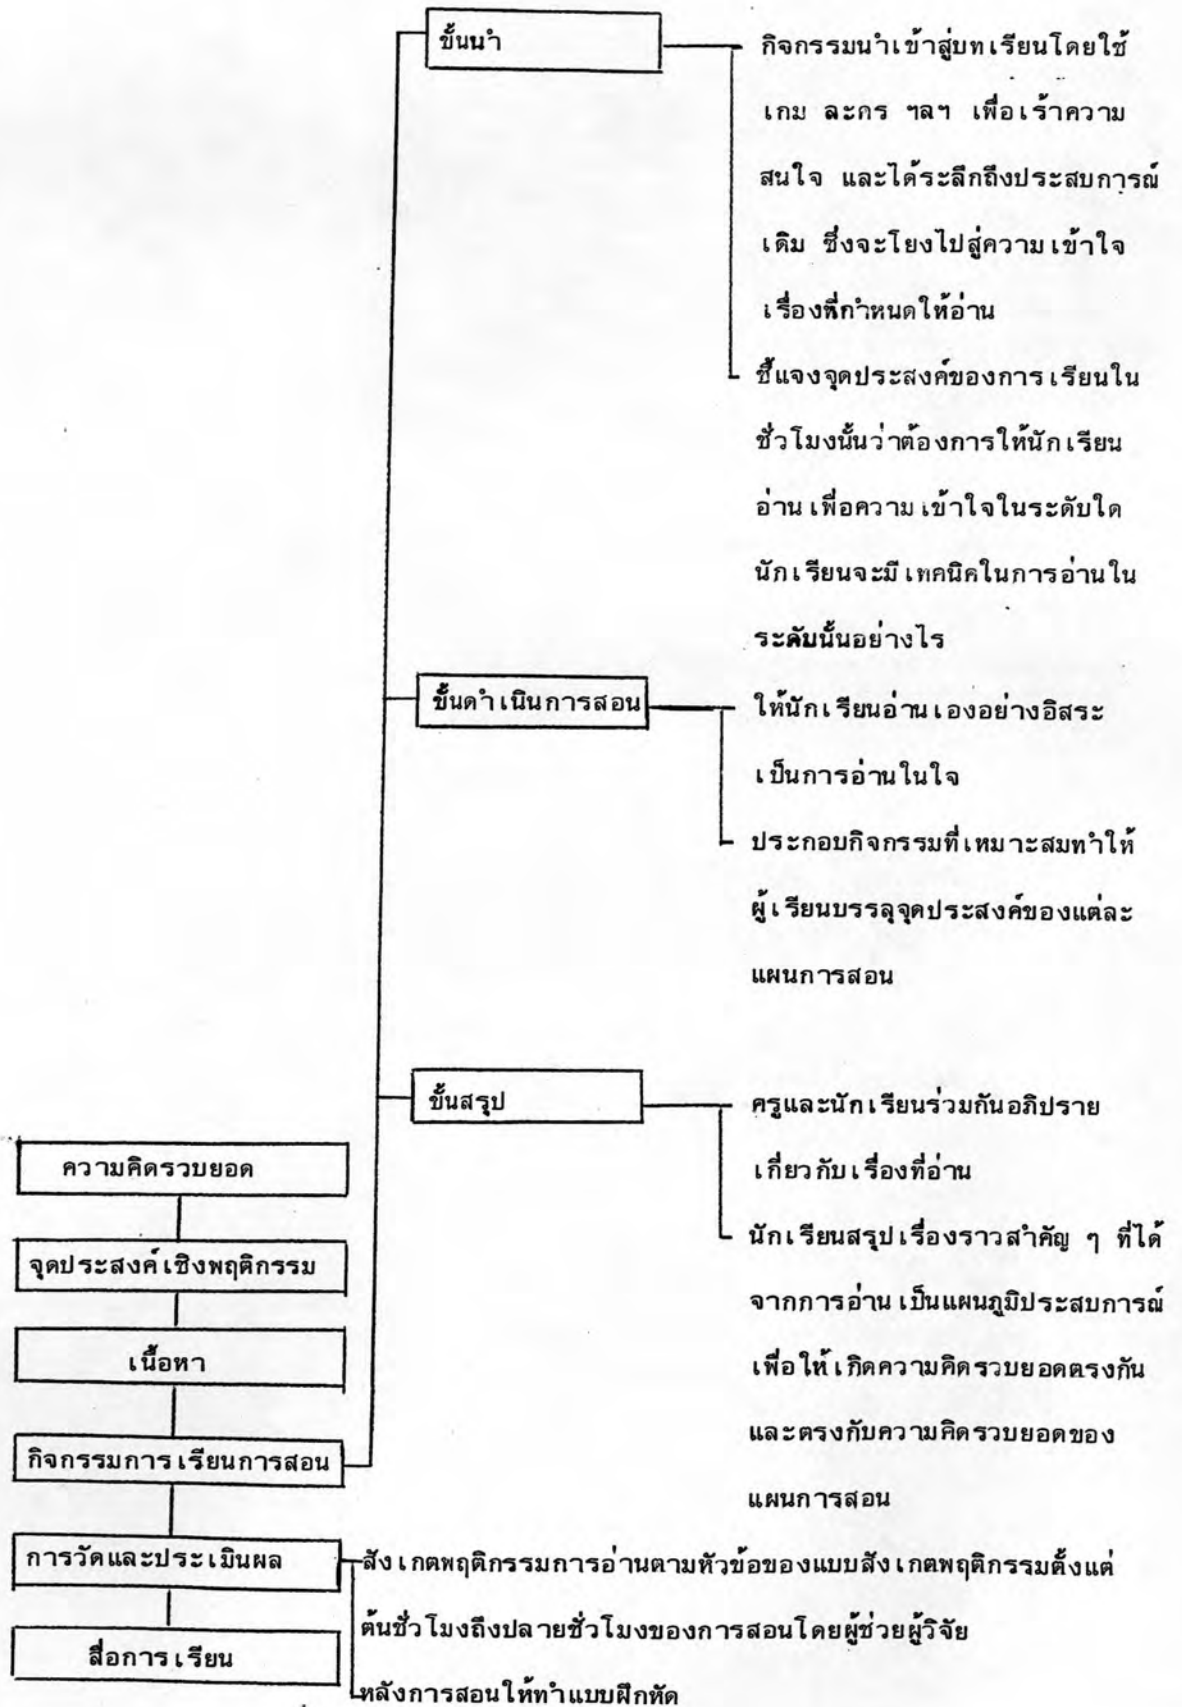 ขั้นนำ
กิจกรรมนำเข้าสู่บทเรียนโดยใช้
เกม ละคร ฯลฯ เพื่อเร้าความ
สนใจ และได้ระลึกถึงประสบการณ์
เดิม ซึ่งจะโยงไปสู่ความเข้าใจ
เรื่องที่กำหนดให้อ่าน
ชี้แจงจุดประสงค์ของการเรียนใน
ชั่วโมงนั้นว่าต้องการให้นักเรียน
อ่านเพื่อความเข้าใจในระดับใด
นักเรียนจะมีเทคนิคในการอ่านใน
ระดับนั้นอย่างไร
ขั้นดำเนินการสอน
ให้นักเรียนอ่านเองอย่างอิสระ
เป็นการอ่านในใจ
ประกอบกิจกรรมที่เหมาะสมทำให้
ผู้เรียนบรรลุจุดประสงค์ของแต่ละ
แผนการสอน
ขั้นสรุป
ครูและนักเรียนร่วมกันอภิปราย
เกี่ยวกับเรื่องที่อ่าน
นักเรียนสรุปเรื่องราวสำคัญ ๆ ที่ได้
จากการอ่านเป็นแผนภูมิประสบการณ์
เพื่อให้เกิดความคิดรวบยอดตรงกัน
และตรงกับความคิดรวบยอดของ
แผนการสอน
ความคิดรวบยอด
จุดประสงค์เชิงพฤติกรรม
เนื้อหา
กิจกรรมการเรียนการสอน
การวัดและประเมินผล
สังเกตพฤติกรรมการอ่านตามหัวข้อของแบบสังเกตพฤติกรรมตั้งแต่
ต้นชั่วโมงถึงปลายชั่วโมงของการสอนโดยผู้ช่วยผู้วิจัย
หลังการสอนให้ทำแบบฝึกหัด
สื่อการเรียน